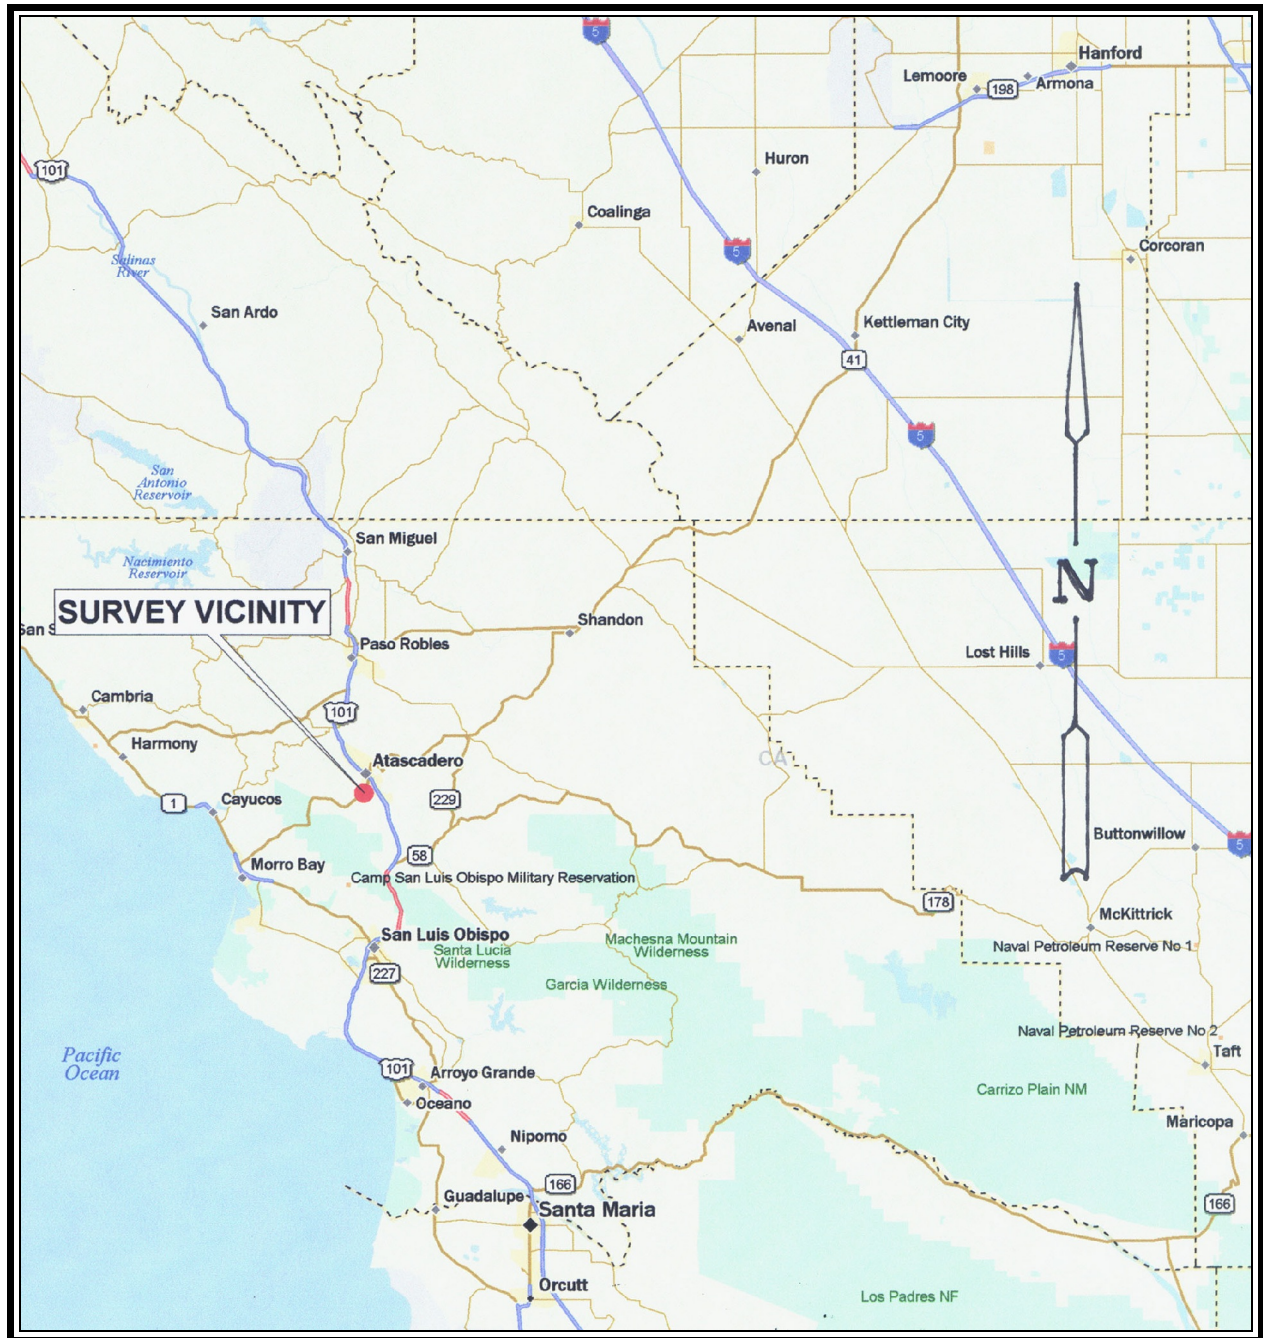 5
Hanford
Lemoore
198
Armona
Huron
101
Coalinga
5
Corcoran
Salinas
River
San Ardo
Avenal
Kettleman City
41
5
San
Antonio
Reservoir
San Miguel
Nacimiento
Reservoir
N
SURVEY VICINITY
San S
Shandon
Paso Robles
Lost Hills
5
Cambria
101
Harmony
CA
Atascadero
1
Cayucos
229
Buttonwillow
5
58
Morro Bay
Camp San Luis Obispo Military Reservation
178
McKittrick
San Luis Obispo
Santa Lucia
Wilderness
Machesna Mountain
Wilderness
Naval Petroleum Reserve No 1
227
Garcia Wilderness
Naval Petroleum Reserve No 2
Pacific
Ocean
Taft
101
Arroyo Grande
Carrizo Plain NM
Oceano
Maricopa
Nipomo
166
Guadalupe
166
Santa Maria
Orcutt
Los Padres NF